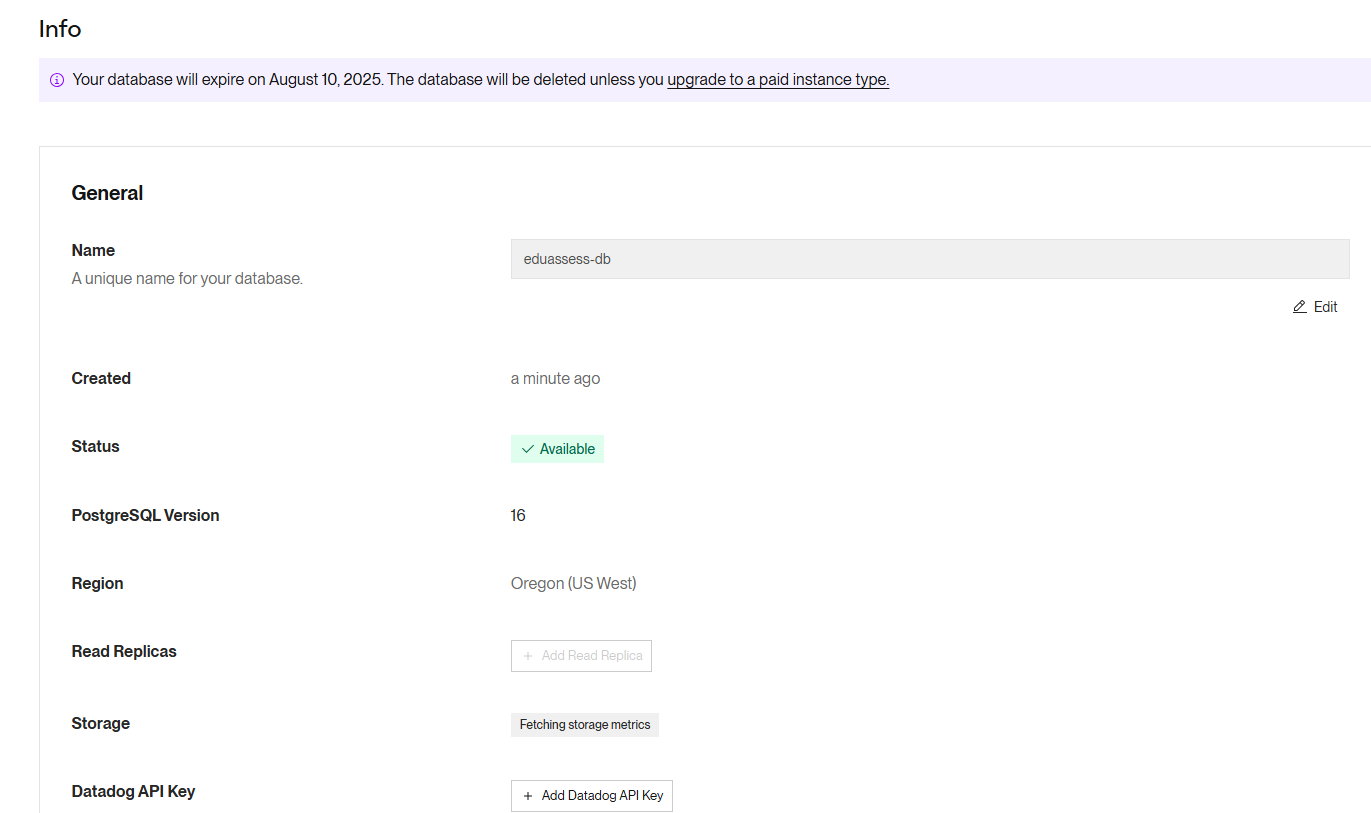 Info
Your database will expire on August 10, 2025. The database will be deleted unless you upgrade to a paid instance type.
General
Name
A unique name for your database.
eduassess-db
Edit
Created
a minute ago
Status
Available
PostgreSQL Version
16
Region
Oregon (US West)
Read Replicas
+ Add Read Replica
Storage
Fetching storage metrics
Datadog API Key
+ Add Datadog API Key